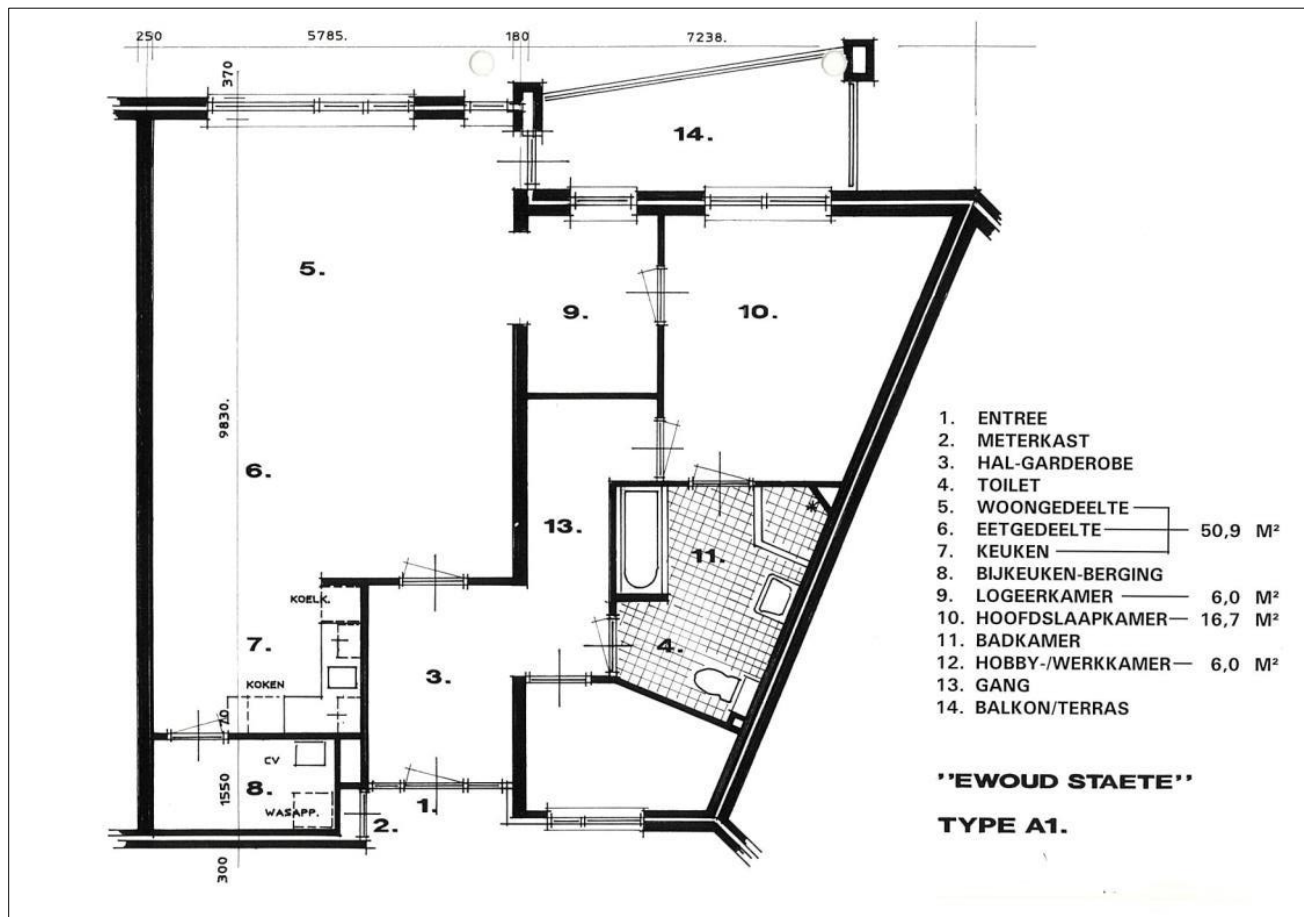 250 5785. 180 7238.
370
14.
5.
9. 10.
9830.
6.
13.
11.
KOELK.
7.
4.
3.
KOKEN
70
CV
8.
1550
WASAPP.
1.
2.
300
1. ENTREE
2. METERKAST
3. HAL-GARDEROBE
4. TOILET
5. WOONGEDEELTE
6. EETGEDEELTE 50,9 M²
7. KEUKEN
8. BIJKEUKEN-BERGING
9. LOGEERKAMER 6,0 M²
10. HOOFDSLAAPKAMER 16,7 M²
11. BADKAMER
12. HOBBY-/WERKKAMER 6,0 M²
13. GANG
14. BALKON/TERRAS
"EWOUD STAETE"
TYPE A1.